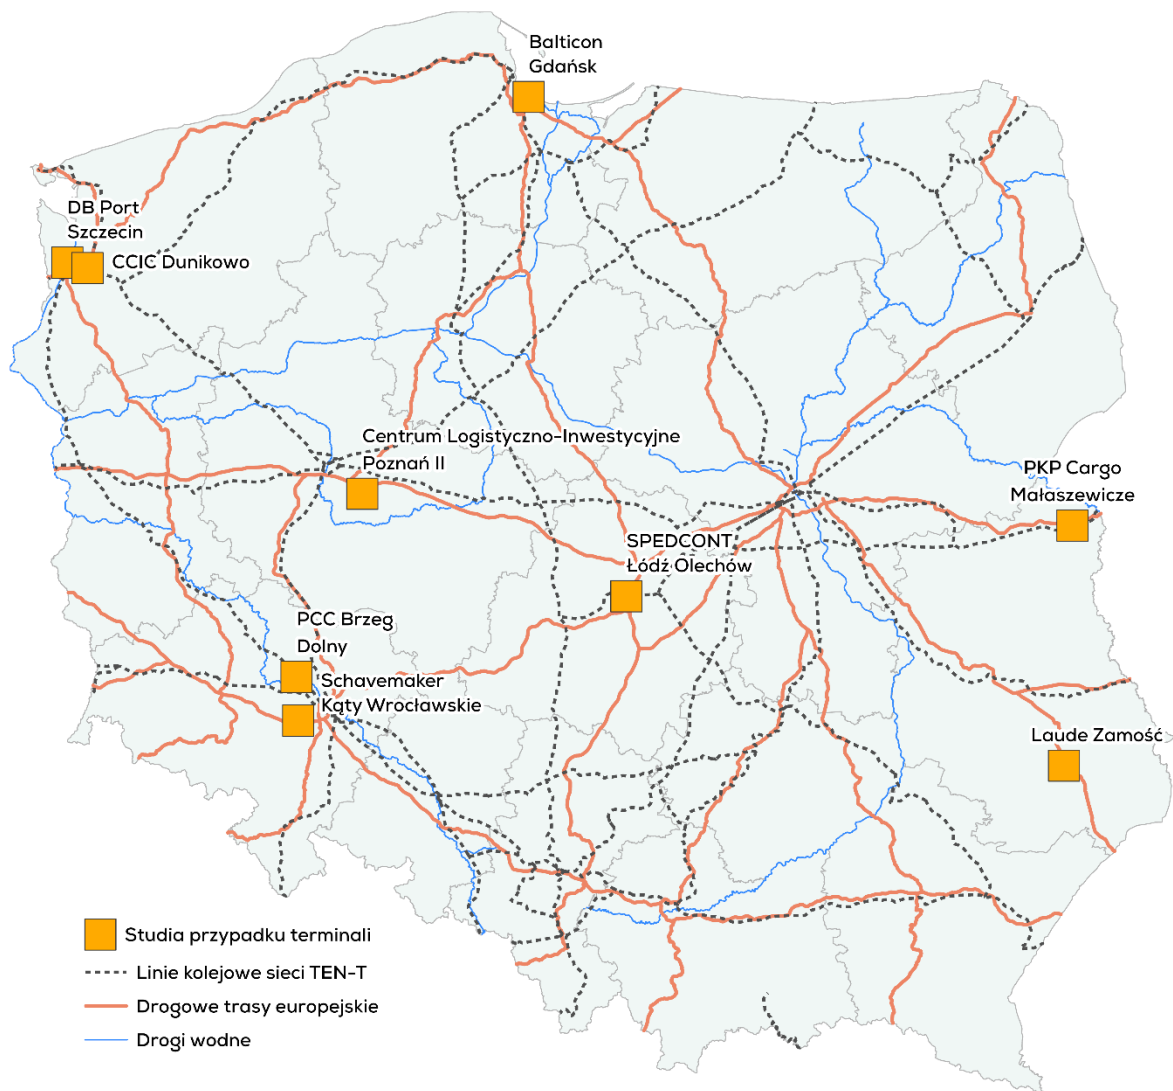 Balticon
Gdańsk
DB Port
Szczecin
CCIC Dunikowo
Centrum Logistyczno-Inwestycyjne
Poznań II
PKP Cargo
Małaszewicze
SPEDCONT
Łódź Olechów
PCC Brzeg
Dolny
Schavemaker
Kąty Wrocławskie
Laude Zamość
Studia przypadku terminali
Linie kolejowe sieci TEN-T
Drogowe trasy europejskie
Drogi wodne